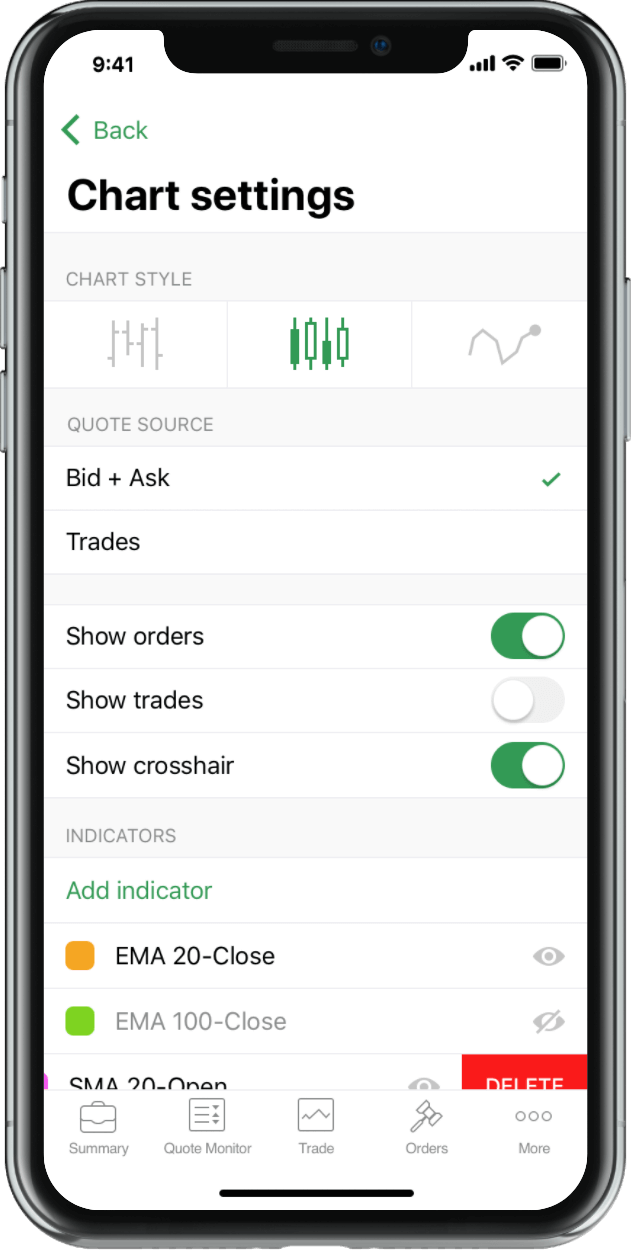 9:41
Back
Chart settings
CHART STYLE
QUOTE SOURCE
Bid + Ask
Trades
Show orders
Show trades
Show crosshair
INDICATORS
Add indicator
EMA 20-Close
EMA 100-Close
SMA 20-Open DELETE
Summary Quote Monitor Trade Orders More